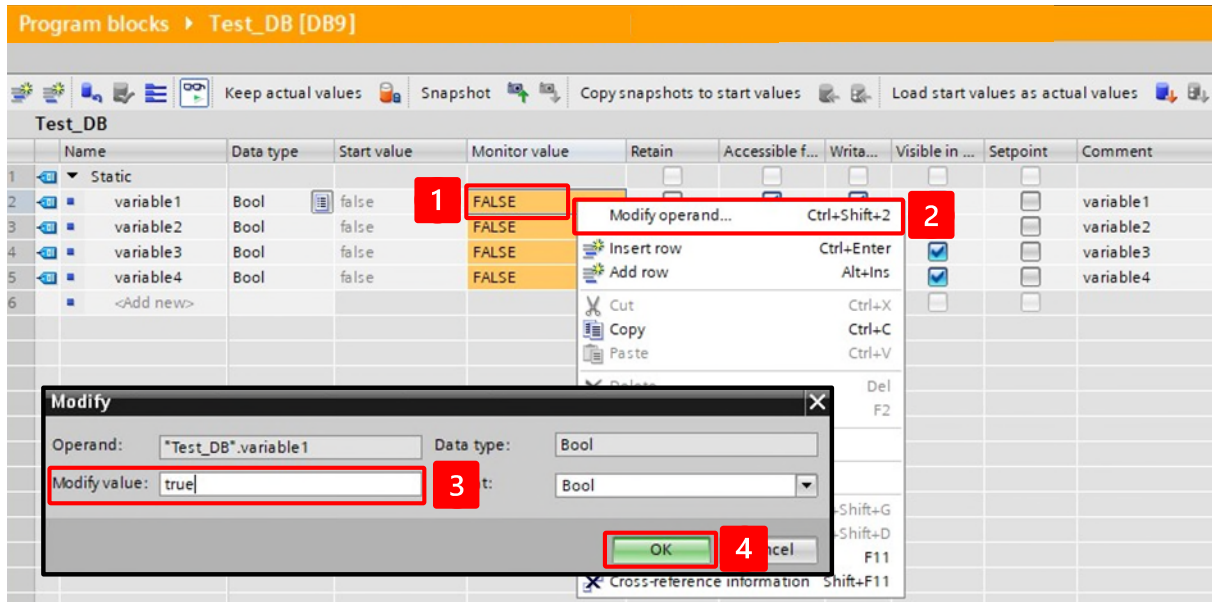 Program blocks ▸ Test_DB [DB9]
Keep actual values Snapshot Copy snapshots to start values Load start values as actual values
Test_DB
Name Data type Start value Monitor value Retain Accessible f... Writa... Visible in ... Setpoint Comment
1 Static
2 variable1 Bool false 1 FALSE variable1
Modify operand... Ctrl+Shift+2 2
3 variable2 Bool false FALSE variable2
4 variable3 Bool false FALSE Insert row Ctrl+Enter variable3
5 variable4 Bool false FALSE Add row Alt+Ins variable4
6 <Add new> Cut Ctrl+X
Copy Ctrl+C
Paste Ctrl+V
Delete Del
F2
Modify
Operand: "Test_DB".variable1 Data type: Bool
Modify value: true 3 t: Bool
+Shift+G
+Shift+D
OK 4 ncel
F11
Cross-reference information Shift+F11